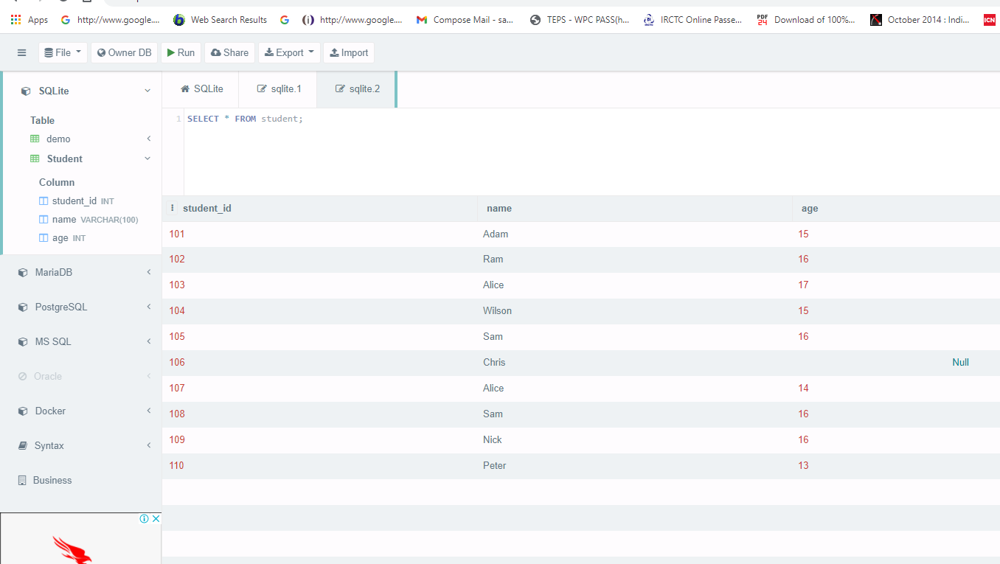 Apps http://www.google.... Web Search Results http://www.google.... Compose Mail - sa... TEPS - WPC PASS(h... IRCTC Online Passe... PDF 24 Download of 100%... October 2014 : Indi... ICN
File Owner DB Run Share Export Import
SQLite
Table
demo
Student
Column
student_id INT
name VARCHAR(100)
age INT
MariaDB
PostgreSQL
MS SQL
Oracle
Docker
Syntax
Business
SQLite sqlite.1 sqlite.2
1 SELECT * FROM student;
student_id name age
101 Adam 15
102 Ram 16
103 Alice 17
104 Wilson 15
105 Sam 16
106 Chris Null
107 Alice 14
108 Sam 16
109 Nick 16
110 Peter 13